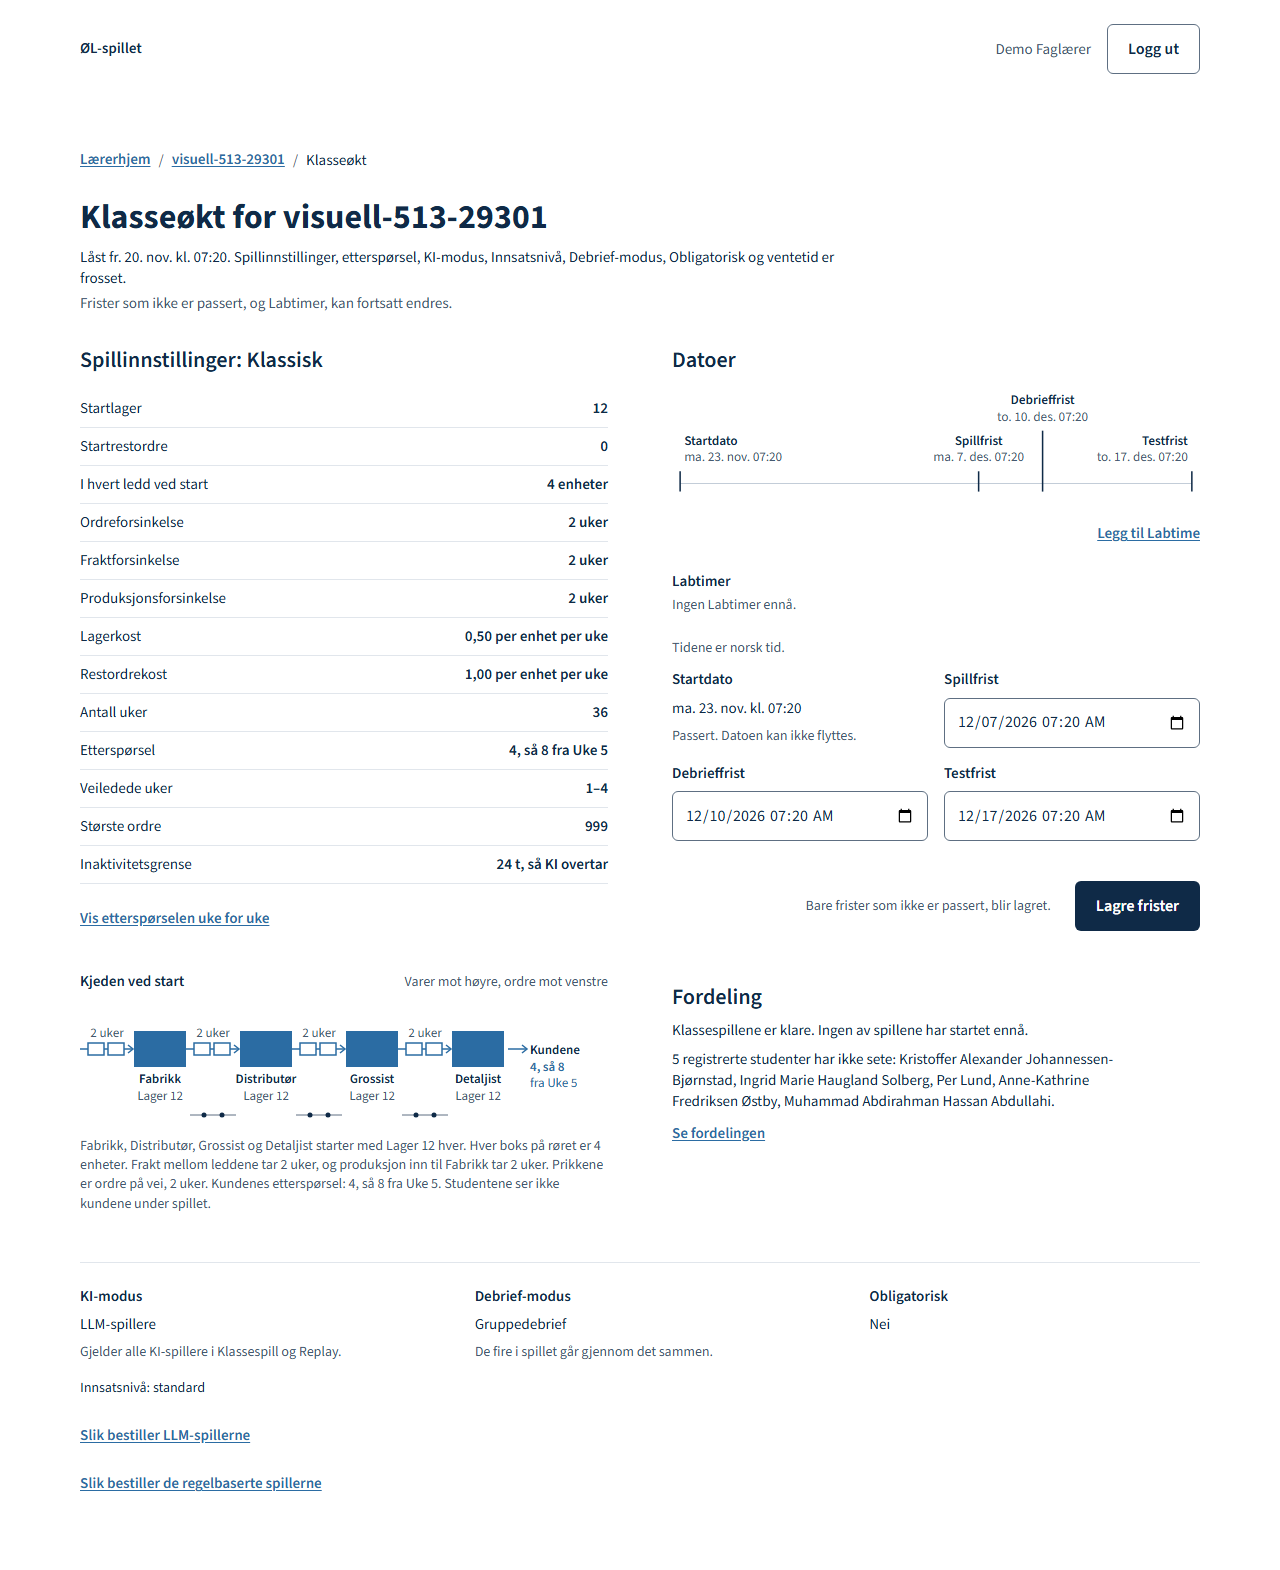 ØL-spillet
Demo Faglærer
Logg ut
Lærerhjem / visuell-513-29301 / Klasseøkt
Klasseøkt for visuell-513-29301
Låst fr. 20. nov. kl. 07:20. Spillinnstillinger, etterspørsel, KI-modus, Innsatsnivå, Debrief-modus, Obligatorisk og ventetid er
frosset.
Frister som ikke er passert, og Labtimer, kan fortsatt endres.
Spillinnstillinger: Klassisk
Startlager 12
Startrestordre 0
I hvert ledd ved start 4 enheter
Ordreforsinkelse 2 uker
Fraktforsinkelse 2 uker
Produksjonsforsinkelse 2 uker
Lagerkost 0,50 per enhet per uke
Restordrekost 1,00 per enhet per uke
Antall uker 36
Etterspørsel 4, så 8 fra Uke 5
Veiledede uker 1–4
Største ordre 999
Inaktivitetsgrense 24 t, så KI overtar
Vis etterspørselen uke for uke
Kjeden ved start Varer mot høyre, ordre mot venstre
2 uker 2 uker 2 uker 2 uker
Kundene
4, så 8
fra Uke 5
Fabrikk Distributør Grossist Detaljist
Lager 12 Lager 12 Lager 12 Lager 12
Fabrikk, Distributør, Grossist og Detaljist starter med Lager 12 hver. Hver boks på røret er 4
enheter. Frakt mellom leddene tar 2 uker, og produksjon inn til Fabrikk tar 2 uker. Prikkene
er ordre på vei, 2 uker. Kundenes etterspørsel: 4, så 8 fra Uke 5. Studentene ser ikke
kundene under spillet.
Datoer
Debrieffrist
to. 10. des. 07:20
Startdato Spillfrist Testfrist
ma. 23. nov. 07:20 ma. 7. des. 07:20 to. 17. des. 07:20
Legg til Labtime
Labtimer
Ingen Labtimer ennå.
Tidene er norsk tid.
Startdato Spillfrist
ma. 23. nov. kl. 07:20 12/07/2026 07:20 AM
Passert. Datoen kan ikke flyttes.
Debrieffrist Testfrist
12/10/2026 07:20 AM 12/17/2026 07:20 AM
Bare frister som ikke er passert, blir lagret. Lagre frister
Fordeling
Klassespillene er klare. Ingen av spillene har startet ennå.
5 registrerte studenter har ikke sete: Kristoffer Alexander Johannessen-
Bjørnstad, Ingrid Marie Haugland Solberg, Per Lund, Anne-Kathrine
Fredriksen Østby, Muhammad Abdirahman Hassan Abdullahi.
Se fordelingen
KI-modus Debrief-modus Obligatorisk
LLM-spillere Gruppedebrief Nei
Gjelder alle KI-spillere i Klassespill og Replay. De fire i spillet går gjennom det sammen.
Innsatsnivå: standard
Slik bestiller LLM-spillerne
Slik bestiller de regelbaserte spillerne